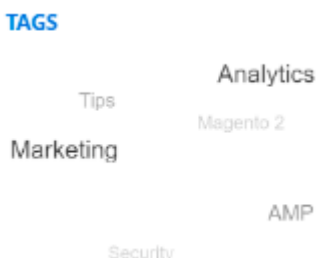 TAGS
Analytics
Tips
Magento 2
Marketing
AMP
Security